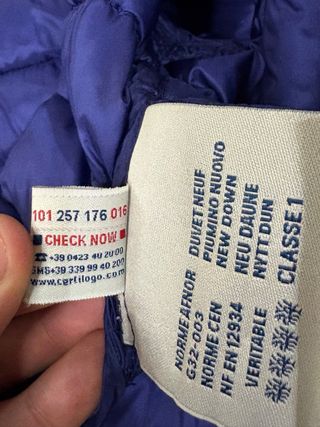 101 257 176 016
CHECK NOW
☎+39 0423 40 20 00
SMS+39 339 99 40 200
www.certilogo.com
NORME AFNOR
G32-003
NORME CEN
NF EN 12934
VERITABLE
DUVET NEUF
PIUMINO NUOVO
NEW DOWN
NEU DAUNE
NYT DUN
CLASSE 1